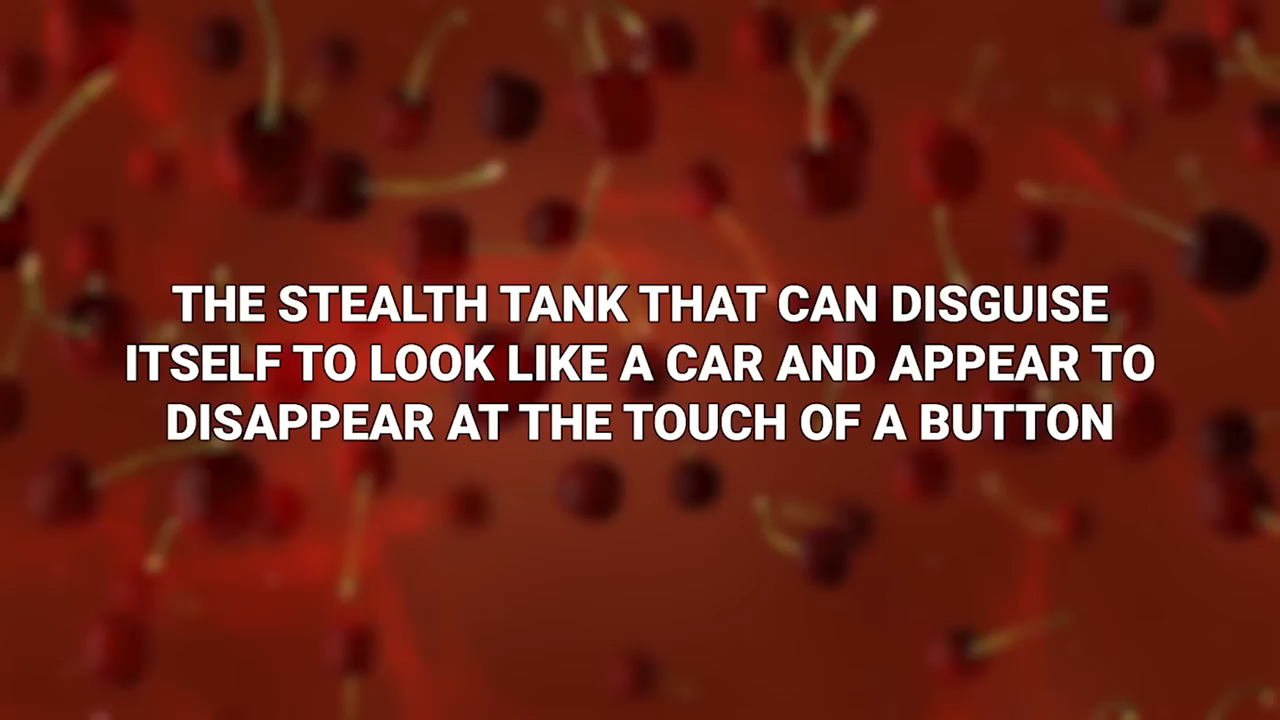 THE STEALTH TANK THAT CAN DISGUISE
ITSELF TO LOOK LIKE A CAR AND APPEAR TO
DISAPPEAR AT THE TOUCH OF A BUTTON